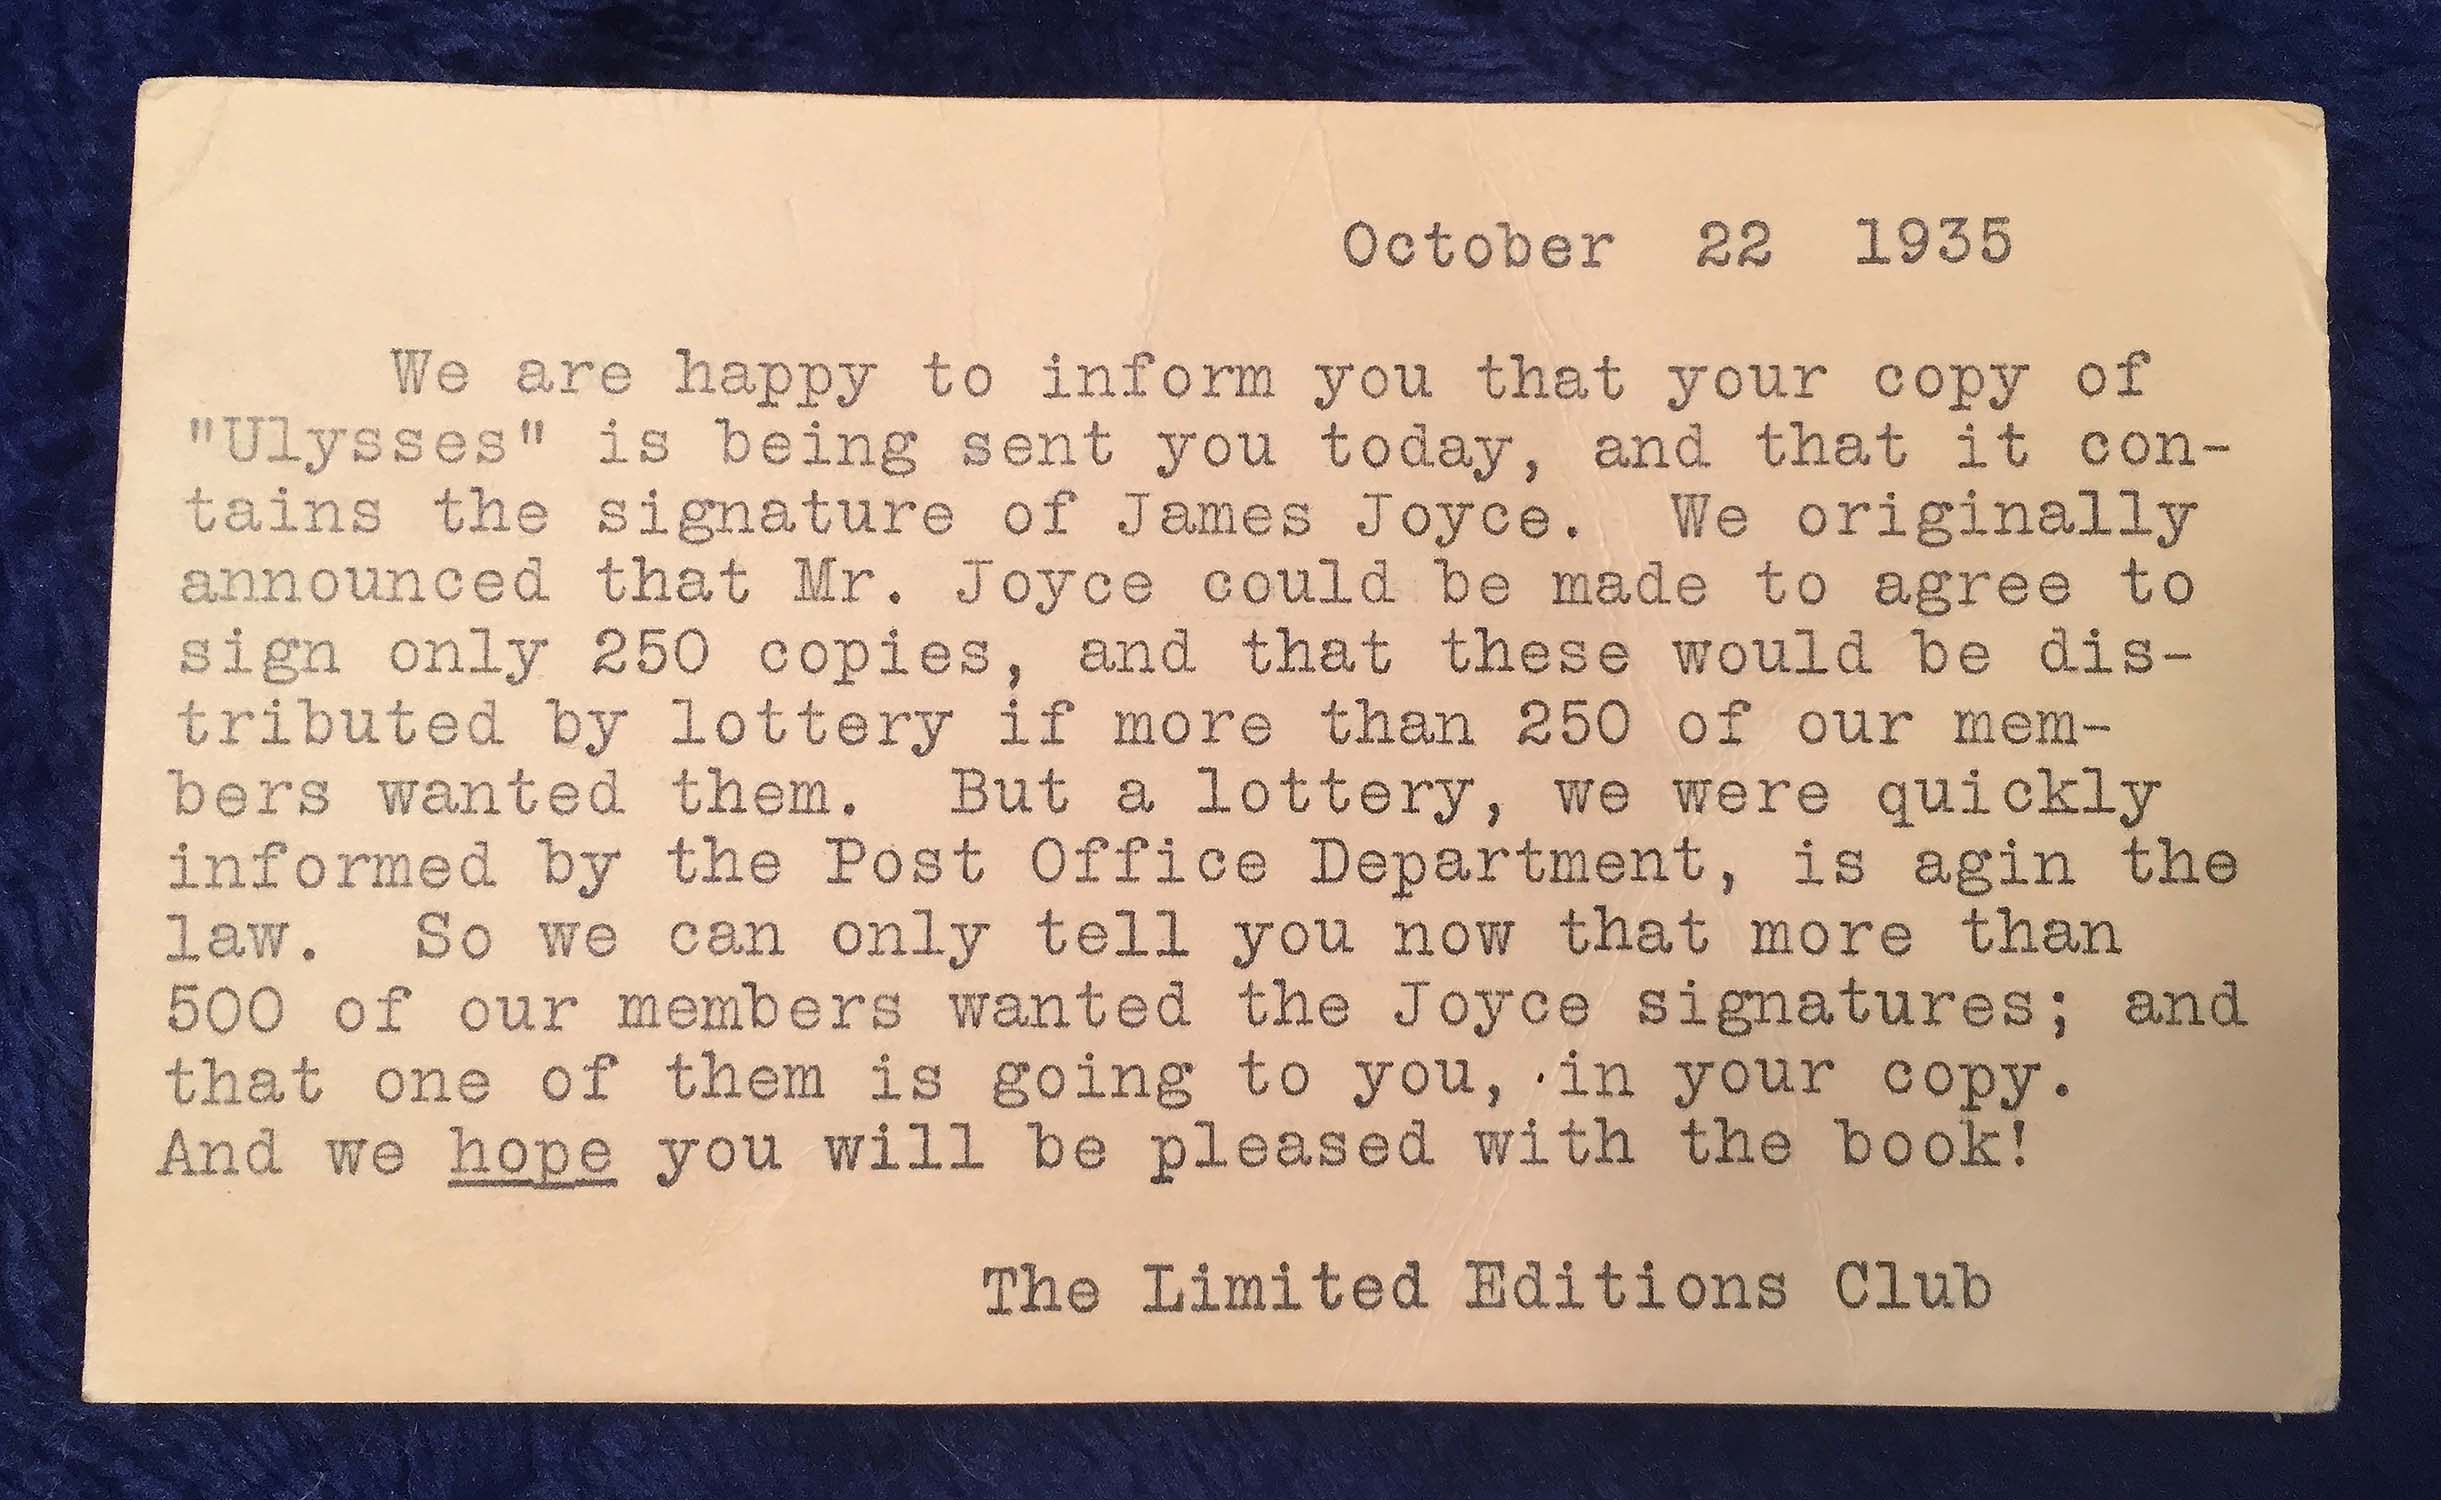 October 22 1935
We are happy to inform you that your copy of
"Ulysses" is being sent you today, and that it con-
tains the signature of James Joyce. We originally
announced that Mr. Joyce could be made to agree to
sign only 250 copies, and that these would be dis-
tributed by lottery if more than 250 of our mem-
bers wanted them. But a lottery, we were quickly
informed by the Post Office Department, is agin the
law. So we can only tell you now that more than
500 of our members wanted the Joyce signatures; and
that one of them is going to you, in your copy.
And we hope you will be pleased with the book!
The Limited Editions Club